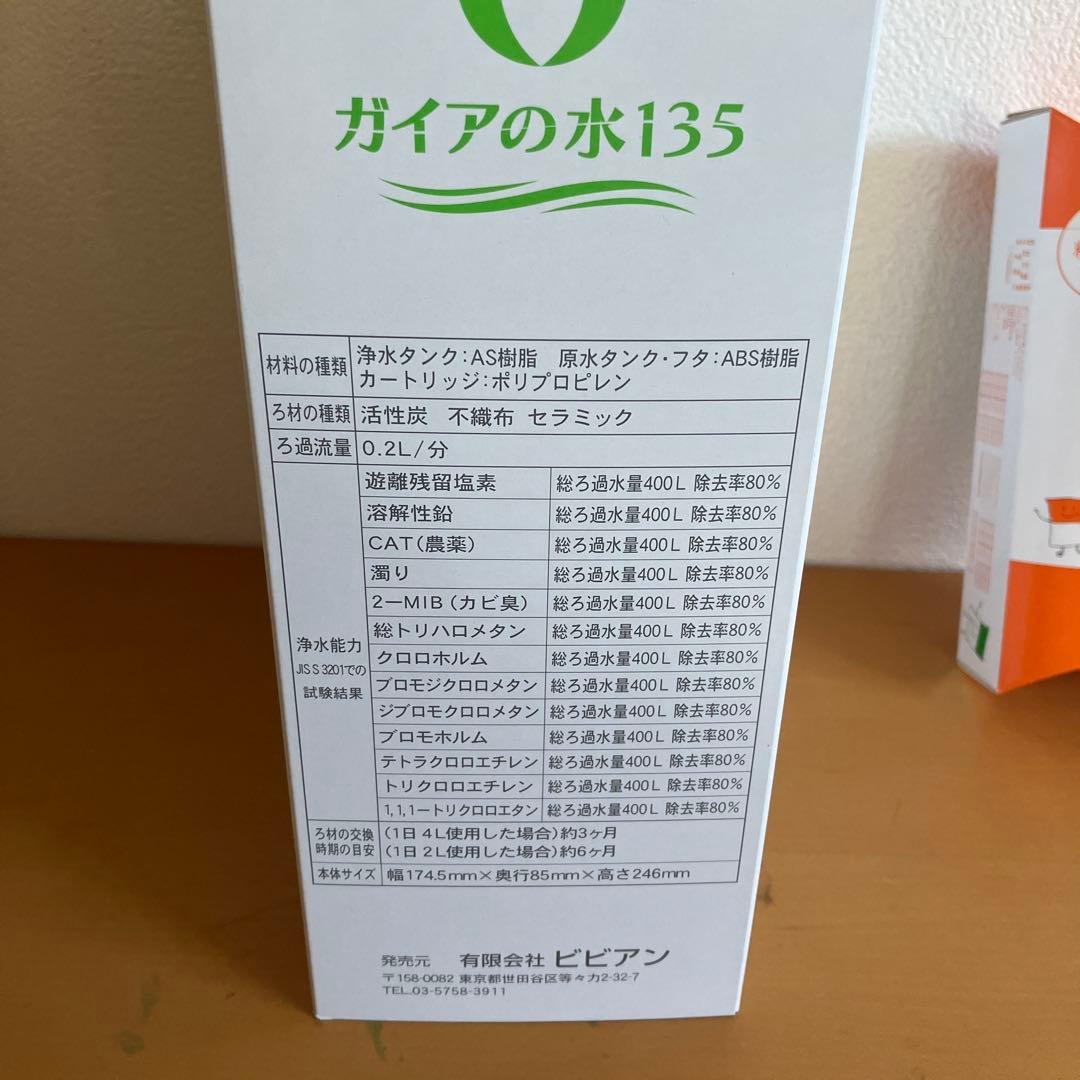 ガイアの水135
材料の種類 浄水タンク:AS樹脂 原水タンク・フタ:ABS樹脂
カートリッジ:ポリプロピレン
ろ材の種類 活性炭 不織布 セラミック
ろ過流量 0.2L/分
浄水能力
JIS S 3201での
試験結果
遊離残留塩素 総ろ過水量400L 除去率80%
溶解性鉛 総ろ過水量400L 除去率80%
CAT(農薬) 総ろ過水量400L 除去率80%
濁り 総ろ過水量400L 除去率80%
2ーMIB(カビ臭) 総ろ過水量400L 除去率80%
総トリハロメタン 総ろ過水量400L 除去率80%
クロロホルム 総ろ過水量400L 除去率80%
ブロモジクロロメタン 総ろ過水量400L 除去率80%
ジブロモクロロメタン 総ろ過水量400L 除去率80%
ブロモホルム 総ろ過水量400L 除去率80%
テトラクロロエチレン 総ろ過水量400L 除去率80%
トリクロロエチレン 総ろ過水量400L 除去率80%
1,1,1ートリクロロエタン 総ろ過水量400L 除去率80%
ろ材の交換
時期の目安
(1日4L使用した場合)約3ヶ月
(1日2L使用した場合)約6ヶ月
本体サイズ 幅174.5mm×奥行85mm×高さ246mm
発売元 有限会社 ビビアン
〒158-0082 東京都世田谷区等々力2-32-7
TEL.03-5758-3911